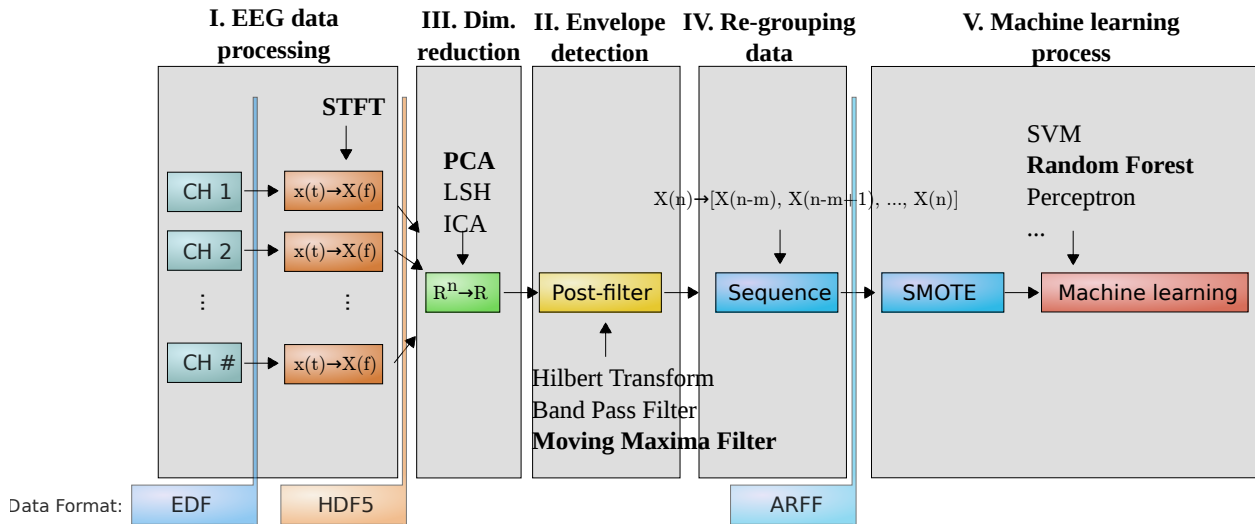 I. EEG data
processing
III. Dim.
reduction
II. Envelope
detection
IV. Re-grouping
data
V. Machine learning
process
STFT
CH 1
x(t)→X(f)
CH 2
x(t)→X(f)
⋮
⋮
CH #
x(t)→X(f)
PCA
LSH
ICA
Rⁿ→R
Post-filter
Hilbert Transform
Band Pass Filter
Moving Maxima Filter
X(n)→[X(n-m), X(n-m+1), ..., X(n)]
Sequence
SMOTE
SVM
Random Forest
Perceptron
...
Machine learning
Data Format:
EDF
HDF5
ARFF